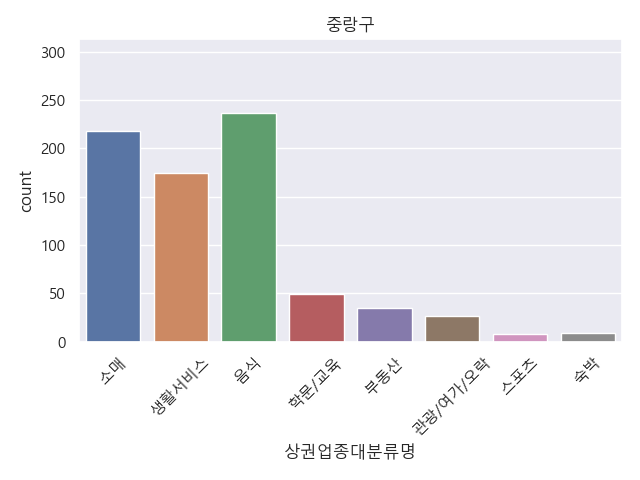 중랑구
300
250
200
150
100
50
0
count
소매
생활서비스
음식
학문/교육
부동산
관광/여가/오락
스포츠
숙박
상권업종대분류명